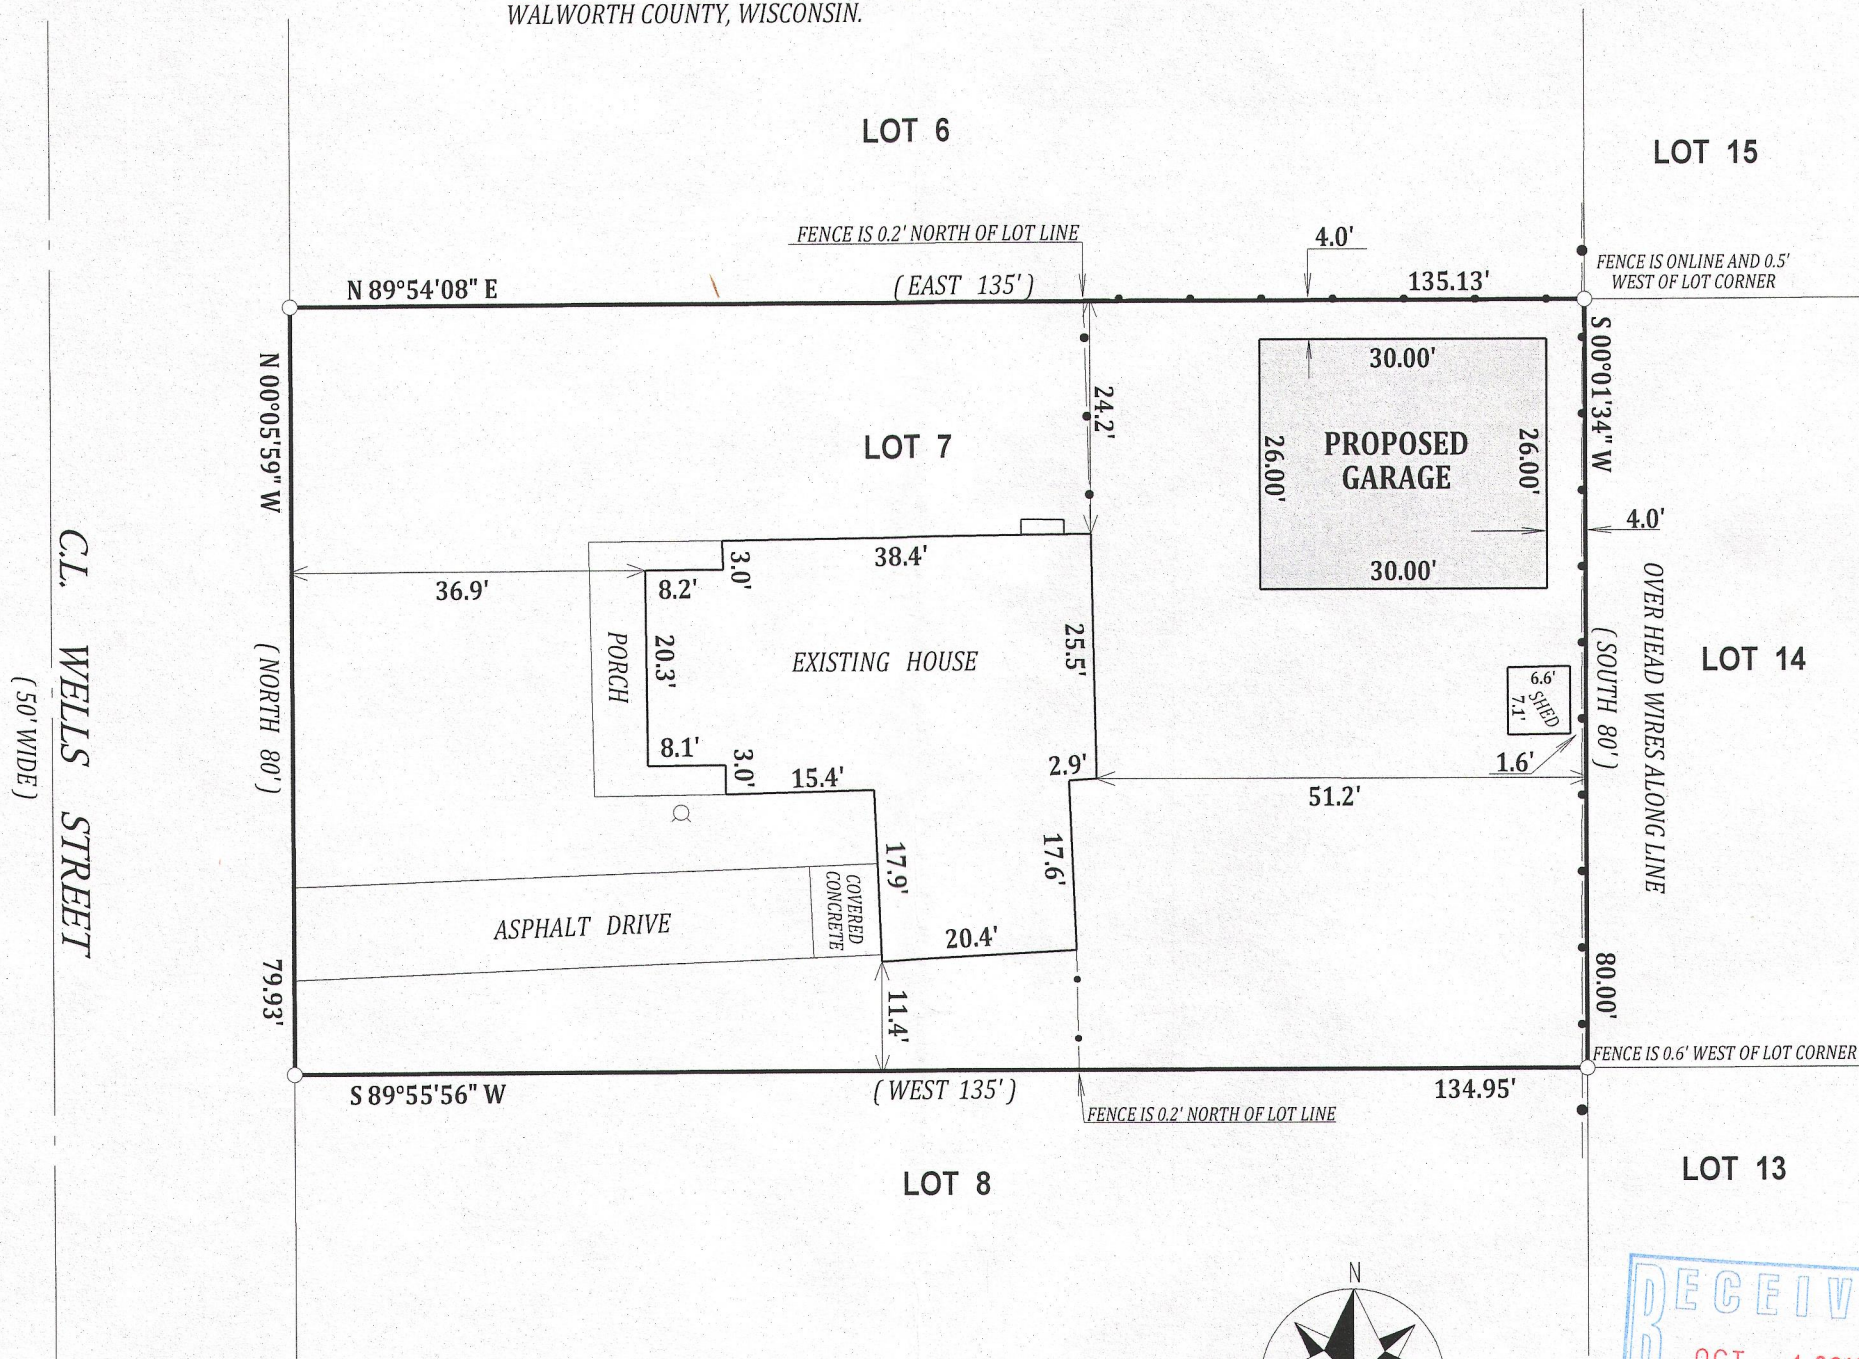 WALWORTH COUNTY, WISCONSIN.
LOT 6
LOT 15
FENCE IS 0.2' NORTH OF LOT LINE
4.0'
FENCE IS ONLINE AND 0.5'
WEST OF LOT CORNER
N 89°54'08" E
( EAST 135' )
135.13'
N 00°05'59" W
( NORTH 80' )
79.93'
S 00°01'34" W
( SOUTH 80' )
80.00'
30.00'
24.2'
LOT 7
26.00'
PROPOSED
GARAGE
26.00'
30.00'
4.0'
OVER HEAD WIRES ALONG LINE
C.L. WELLS STREET
( 50' WIDE )
36.9'
8.2'
3.0'
38.4'
PORCH
20.3'
EXISTING HOUSE
25.5'
LOT 14
6.6'
7.1'
SHED
1.6'
8.1'
3.0'
15.4'
2.9'
51.2'
17.9'
17.6'
COVERED
CONCRETE
ASPHALT DRIVE
20.4'
11.4'
FENCE IS 0.6' WEST OF LOT CORNER
S 89°55'56" W
( WEST 135' )
134.95'
FENCE IS 0.2' NORTH OF LOT LINE
LOT 8
LOT 13
N
OCT